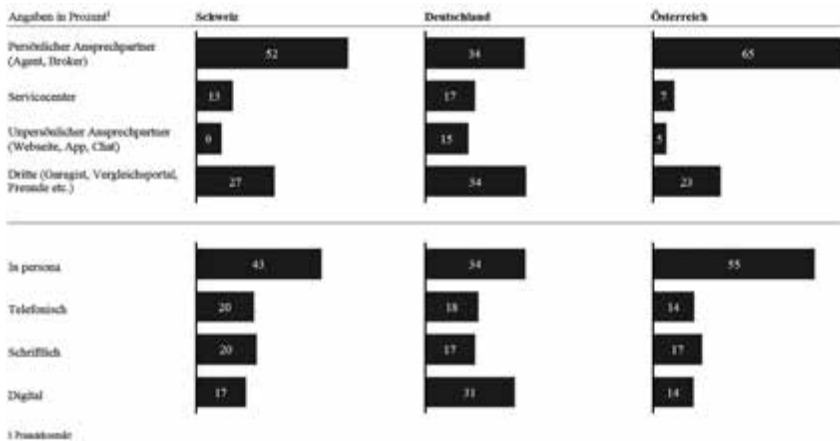 Angaben in Prozent¹ Schweiz Deutschland Österreich
Persönlicher Ansprechpartner
(Agent, Broker) 52 34 65
Servicecenter 13 17 7
Unpersönlicher Ansprechpartner
(Webseite, App, Chat) 15 5
Dritte (Garagist, Vergleichsportal,
Freunde etc.) 27 34 23
In persona 43 34 55
Telefonisch 20 18 14
Schriftlich 20 17 17
Digital 17 31 14